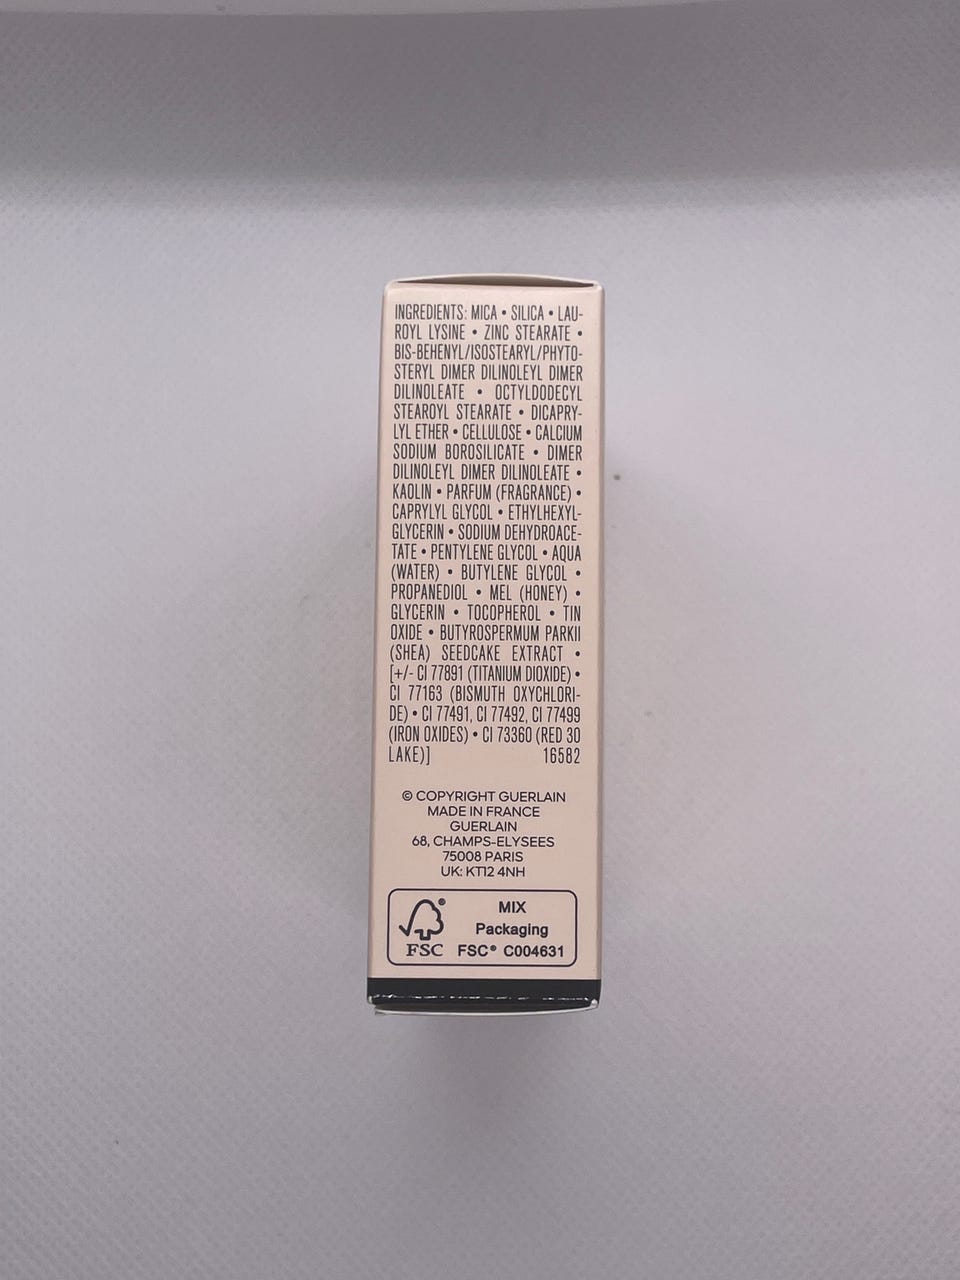 INGREDIENTS: MICA • SILICA • LAU-
ROYL LYSINE • ZINC STEARATE •
BIS-BEHENYL/ISOSTEARYL/PHYTO-
STERYL DIMER DILINOLEYL DIMER
DILINOLEATE • OCTYLDODECYL
STEAROYL STEARATE • DICAPRY-
LYL ETHER • CELLULOSE • CALCIUM
SODIUM BOROSILICATE • DIMER
DILINOLEYL DIMER DILINOLEATE •
KAOLIN • PARFUM (FRAGRANCE) •
CAPRYLYL GLYCOL • ETHYLHEXYL-
GLYCERIN • SODIUM DEHYDROACE-
TATE • PENTYLENE GLYCOL • AQUA
(WATER) • BUTYLENE GLYCOL •
PROPANEDIOL • MEL (HONEY) •
GLYCERIN • TOCOPHEROL • TIN
OXIDE • BUTYROSPERMUM PARKII
(SHEA) SEEDCAKE EXTRACT •
[+/- CI 77891 (TITANIUM DIOXIDE) •
CI 77163 (BISMUTH OXYCHLORI-
DE) • CI 77491, CI 77492, CI 77499
(IRON OXIDES) • CI 73360 (RED 30
LAKE)] 16582
© COPYRIGHT GUERLAIN
MADE IN FRANCE
GUERLAIN
68, CHAMPS-ELYSEES
75008 PARIS
UK: KT12 4NH
MIX
Packaging
FSC® C004631
® FSC